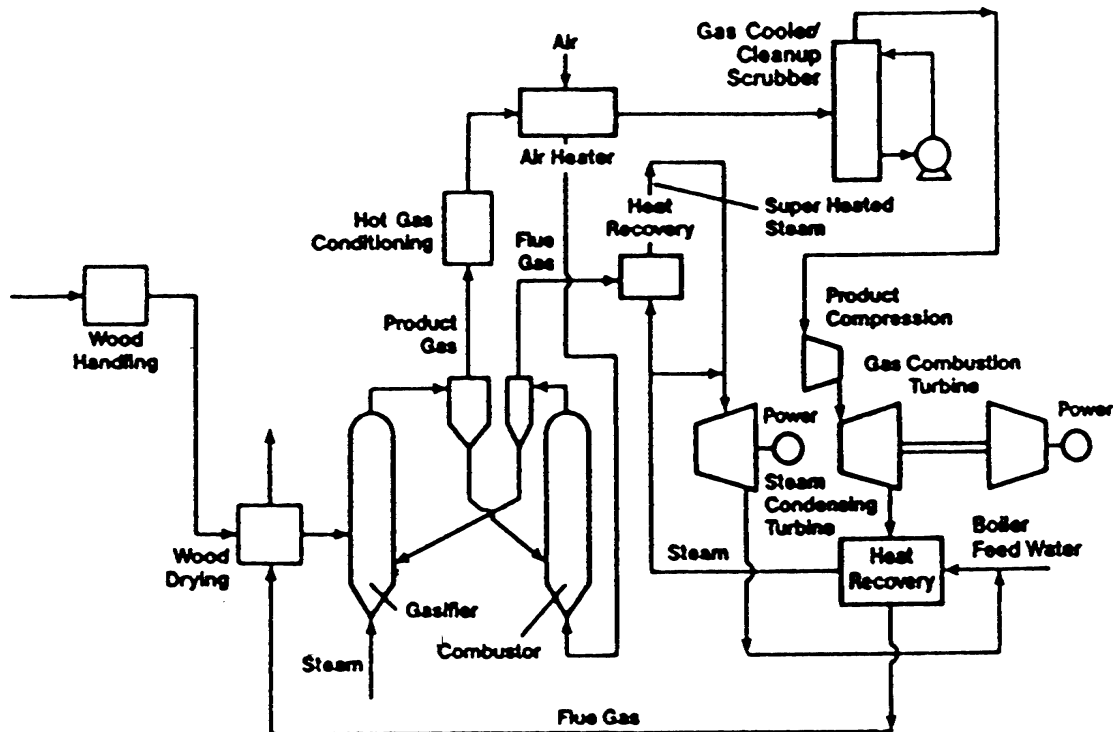 Air
Gas Cooled/
Cleanup
Scrubber
Air Heater
Hot Gas
Conditioning
Flue
Gas
Heat
Recovery
Super Heated
Steam
Wood
Handling
Product
Gas
Product
Compression
Gas Combustion
Turbine
Power
Power
Steam
Condensing
Turbine
Wood
Drying
Steam
Heat
Recovery
Boiler
Feed Water
Gasifier
Combustor
Steam
Flue Gas